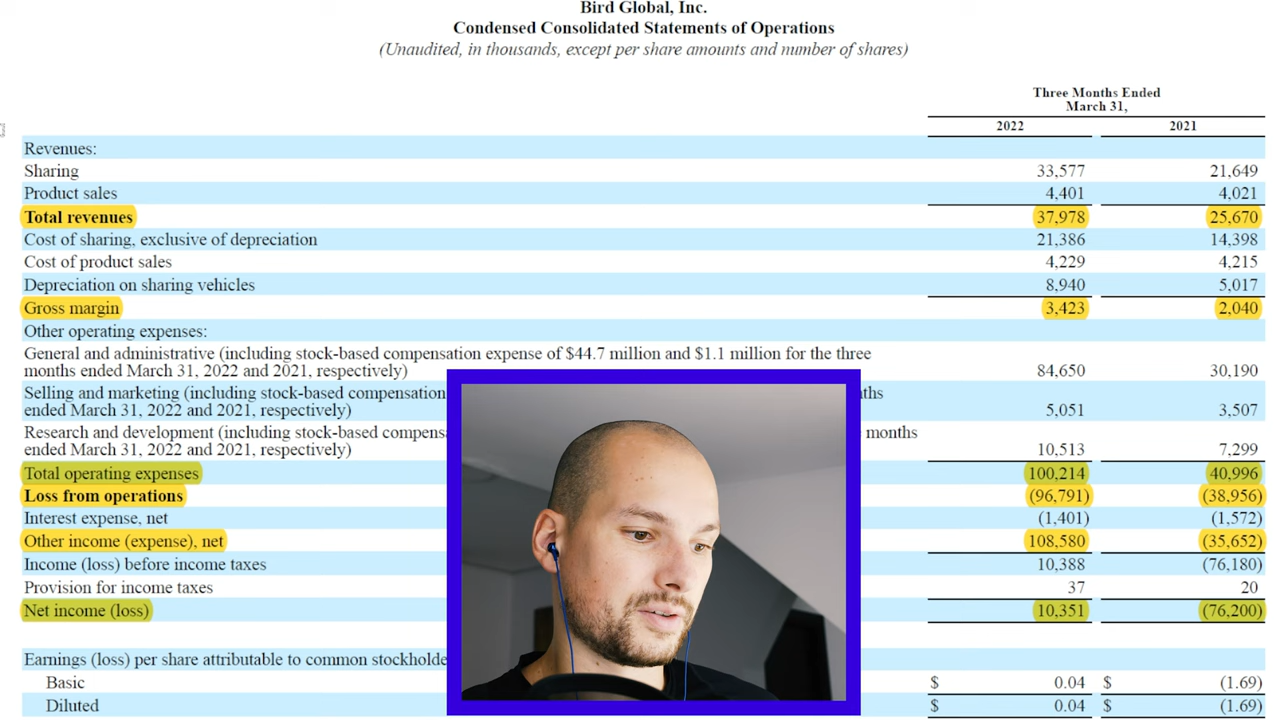 Bird Global, Inc.
Condensed Consolidated Statements of Operations
(Unaudited, in thousands, except per share amounts and number of shares)
Three Months Ended
March 31,
2022 2021
Revenues:
Sharing 33,577 21,649
Product sales 4,401 4,021
Total revenues 37,978 25,670
Cost of sharing, exclusive of depreciation 21,386 14,398
Cost of product sales 4,229 4,215
Depreciation on sharing vehicles 8,940 5,017
Gross margin 3,423 2,040
Other operating expenses:
General and administrative (including stock-based compensation expense of $44.7 million and $1.1 million for the three
months ended March 31, 2022 and 2021, respectively) 84,650 30,190
Selling and marketing (including stock-based compensation
ended March 31, 2022 and 2021, respectively) 5,051 3,507
Research and development (including stock-based months
ended March 31, 2022 and 2021, respectively) 10,513 7,299
Total operating expenses 100,214 40,996
Loss from operations (96,791) (38,956)
Interest expense, net (1,401) (1,572)
Other income (expense), net 108,580 (35,652)
Income (loss) before income taxes 10,388 (76,180)
Provision for income taxes 37 20
Net income (loss) 10,351 (76,200)
Earnings (loss) per share attributable to common
Basic $ 0.04 $ (1.69)
Diluted $ 0.04 $ (1.69)